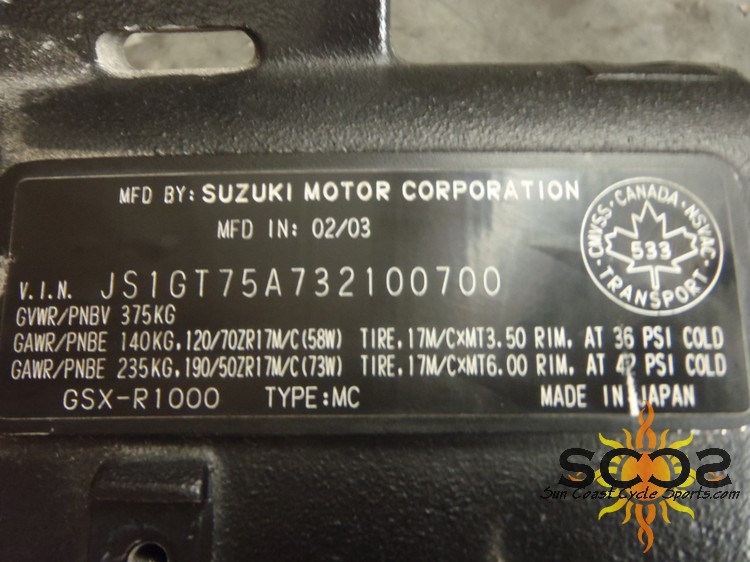 MFD BY: SUZUKI MOTOR CORPORATION
MFD IN: 02/03
CMVSS · CANADA · NSVAC
533
TRANSPORT
V.I.N. JS1GT75A732100700
GVWR/PNBV 375KG
GAWR/PNBE 140KG,120/70ZR17M/C(58W) TIRE,17M/C×MT3.50 RIM, AT 36 PSI COLD
GAWR/PNBE 235KG,190/50ZR17M/C(73W) TIRE,17M/C×MT6.00 RIM, AT 42 PSI COLD
GSX-R1000 TYPE:MC MADE IN JAPAN
SCCS
Sun Coast Cycle Sports.com